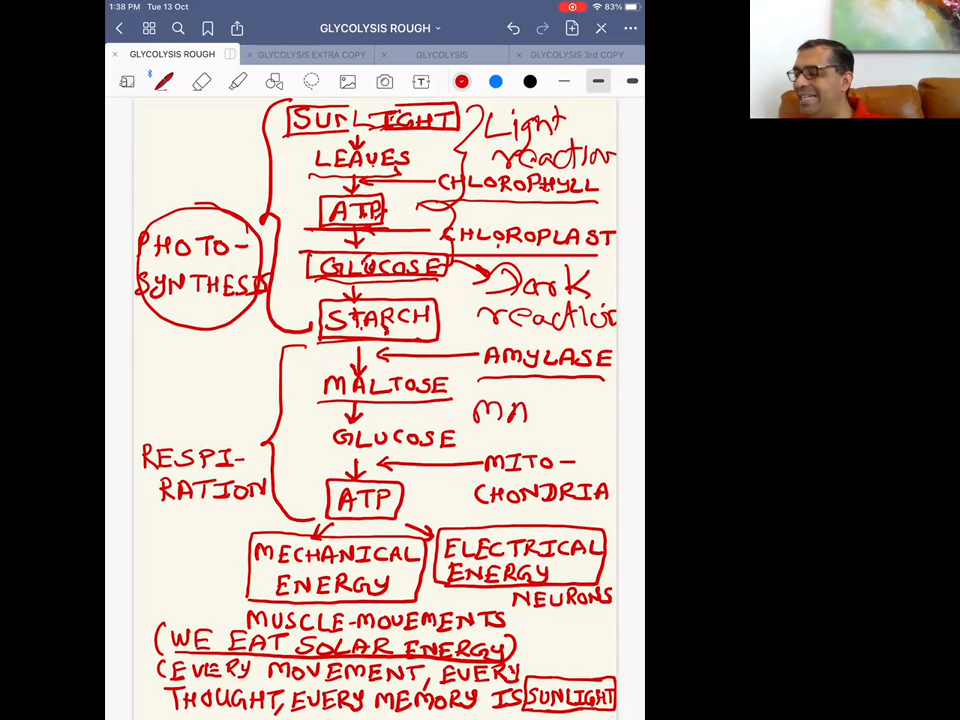 1:38 PM Tue 13 Oct
83%
GLYCOLYSIS ROUGH
GLYCOLYSIS ROUGH
GLYCOLYSIS EXTRA COPY
GLYCOLYSIS
GLYCOLYSIS 3rd COPY
T
SUNLIGHT
Light
reaction
LEAVES
CHLOROPHYLL
ATP
CHLOROPLAST
PHOTO-
SYNTHESIS
GLUCOSE
Dark
reaction
STARCH
AMYLASE
MALTOSE
GLUCOSE
RESPI-
RATION
MITO-
CHONDRIA
ATP
MECHANICAL
ENERGY
ELECTRICAL
ENERGY
NEURONS
MUSCLE-MOVEMENTS
(WE EAT SOLAR ENERGY)
(EVERY MOVEMENT, EVERY
THOUGHT, EVERY MEMORY IS SUNLIGHT